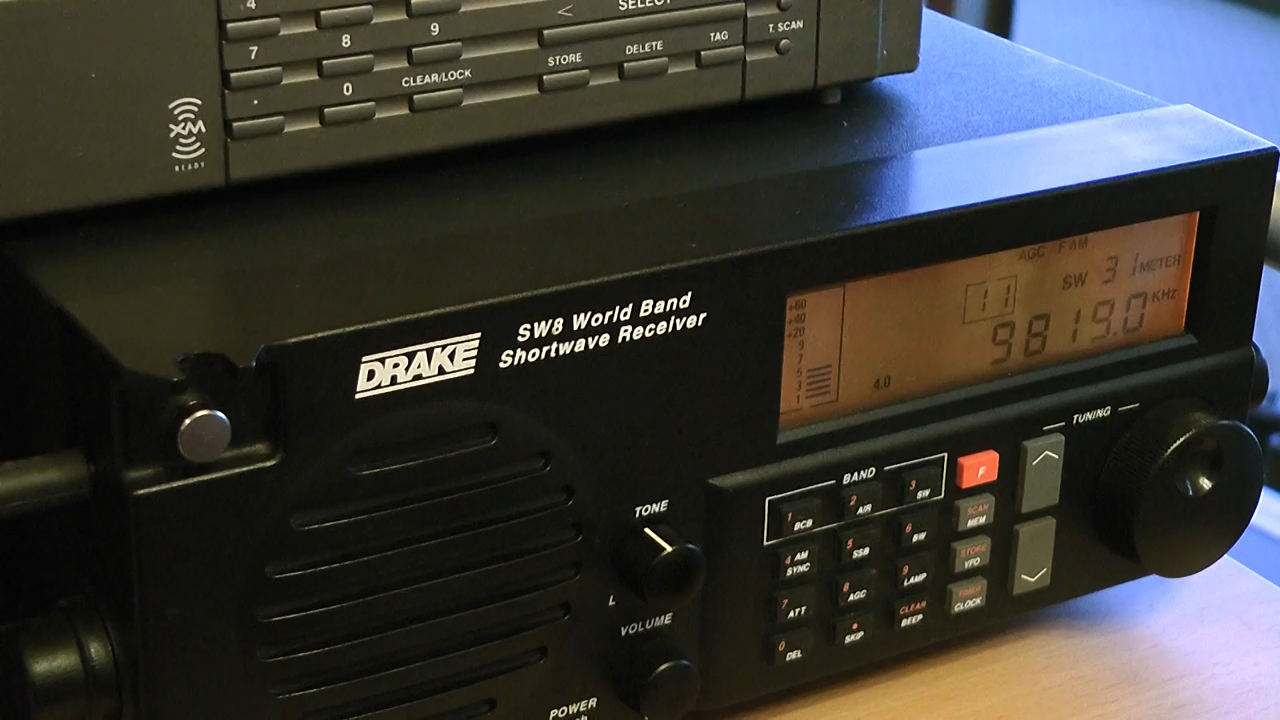 4
< SELECT
7 8 9
T. SCAN
STORE DELETE TAG
. 0 CLEAR/LOCK
XM
READY
DRAKE
SW8 World Band
Shortwave Receiver
AGC F AM
11 SW 31 METER
9819.0 KHz
+60
+40
+20
9
7
5
3
1
4.0
TUNING
BAND
1 BCB 2 AIR 3 SW
F
4 AM SYNC 5 SSB 6 BW
SCAN MEM
7 ATT 8 AGC 9 LAMP
STORE VFO
0 DEL SKIP CLEAR BEEP
TIMER CLOCK
TONE
L
VOLUME
POWER